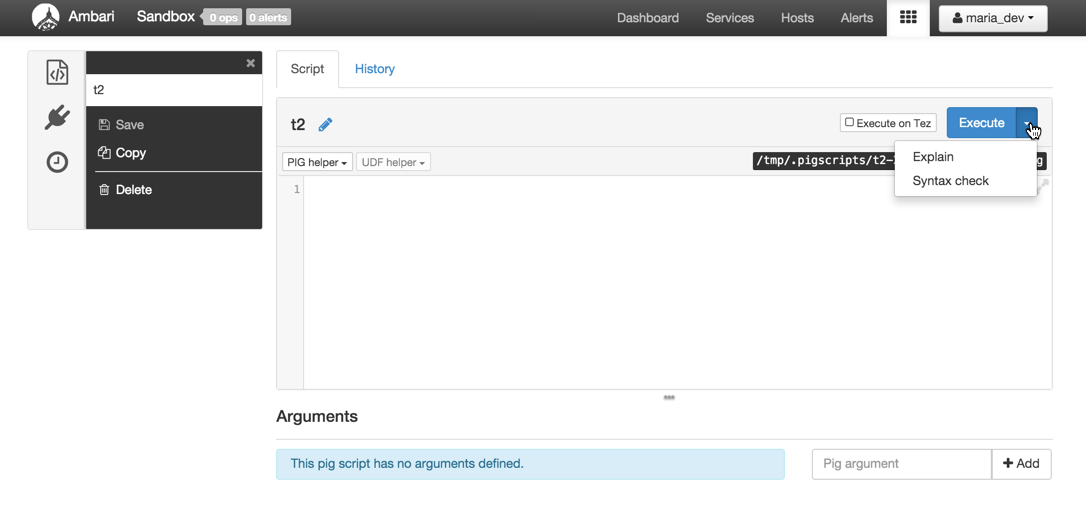 Ambari Sandbox 0 ops 0 alerts Dashboard Services Hosts Alerts maria_dev
t2
Save
Copy
Delete
Script History
t2 Execute on Tez Execute
Explain
Syntax check
PIG helper UDF helper /tmp/.pigscripts/t2- g
1
Arguments
This pig script has no arguments defined. Pig argument + Add